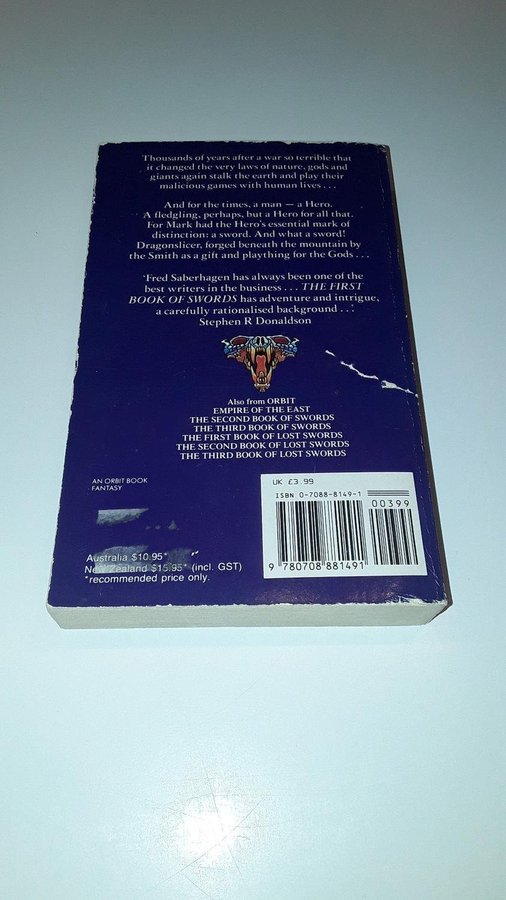 Thousands of years after a war so terrible that
it changed the very laws of nature, gods and
giants again stalk the earth and play their
malicious games with human lives . . .
And for the times, a man — a Hero.
A fledgling, perhaps, but a Hero for all that.
For Mark had the Hero's essential mark of
distinction: a sword. And what a sword!
Dragonslicer, forged beneath the mountain by
the Smith as a gift and plaything for the Gods . . .
'Fred Saberhagen has always been one of the
best writers in the business . . . THE FIRST
BOOK OF SWORDS has adventure and intrigue,
a carefully rationalised background . . .'
Stephen R Donaldson
Also from ORBIT
EMPIRE OF THE EAST
THE SECOND BOOK OF SWORDS
THE THIRD BOOK OF SWORDS
THE FIRST BOOK OF LOST SWORDS
THE SECOND BOOK OF LOST SWORDS
THE THIRD BOOK OF LOST SWORDS
AN ORBIT BOOK
FANTASY
UK £3.99
ISBN 0-7088-8149-1
00399
9 780708 881491
Australia $10.95*
New Zealand $15.95* (incl. GST)
*recommended price only.